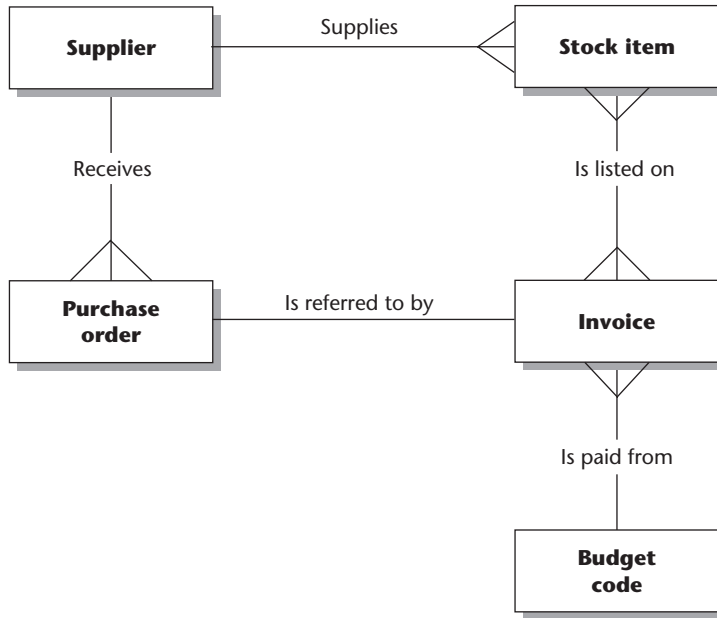 Supplies
Supplier
Stock item
Receives
Is listed on
Purchase
order
Is referred to by
Invoice
Is paid from
Budget
code